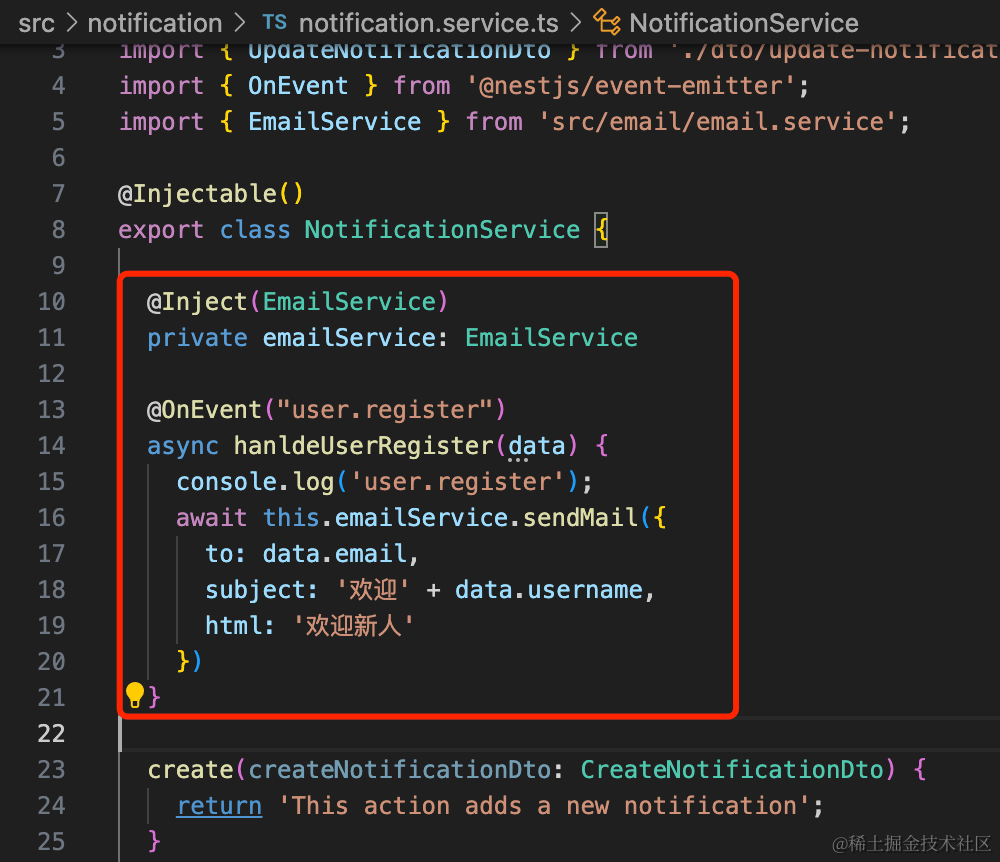 src > notification > TS notification.service.ts > NotificationService
3 import { UpdateNotificationDto } from './dto/update-notificat
4 import { OnEvent } from '@nestjs/event-emitter';
5 import { EmailService } from 'src/email/email.service';
6
7 @Injectable()
8 export class NotificationService {
9
10 @Inject(EmailService)
11 private emailService: EmailService
12
13 @OnEvent("user.register")
14 async hanldeUserRegister(data) {
15 console.log('user.register');
16 await this.emailService.sendMail({
17 to: data.email,
18 subject: '欢迎' + data.username,
19 html: '欢迎新人'
20 })
21 }
22
23 create(createNotificationDto: CreateNotificationDto) {
24 return 'This action adds a new notification';
25 }
@稀土掘金技术社区